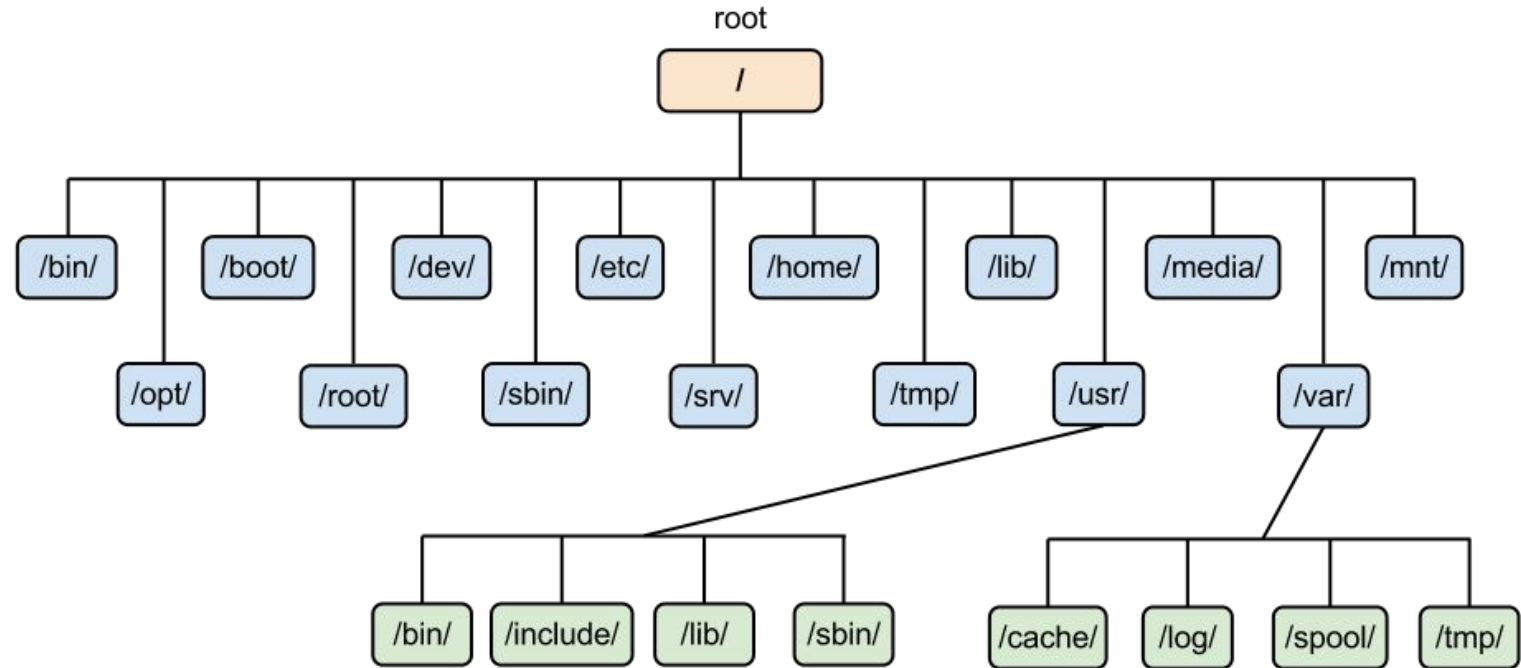 root
/
/bin/ /boot/ /dev/ /etc/ /home/ /lib/ /media/ /mnt/
/opt/ /root/ /sbin/ /srv/ /tmp/ /usr/ /var/
/bin/ /include/ /lib/ /sbin/ /cache/ /log/ /spool/ /tmp/